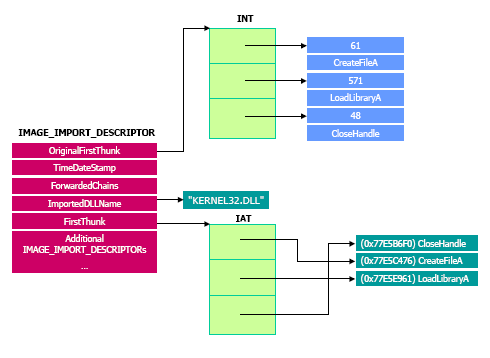 INT
61
CreateFileA
571
LoadLibraryA
48
CloseHandle
IMAGE_IMPORT_DESCRIPTOR
OriginalFirstThunk
TimeDateStamp
ForwardedChains
ImportedDLLName
"KERNEL32.DLL"
FirstThunk
IAT
Additional
IMAGE_IMPORT_DESCRIPTORs
...
(0x77E5B6F0) CloseHandle
(0x77E5C476) CreateFileA
(0x77E5E961) LoadLibraryA